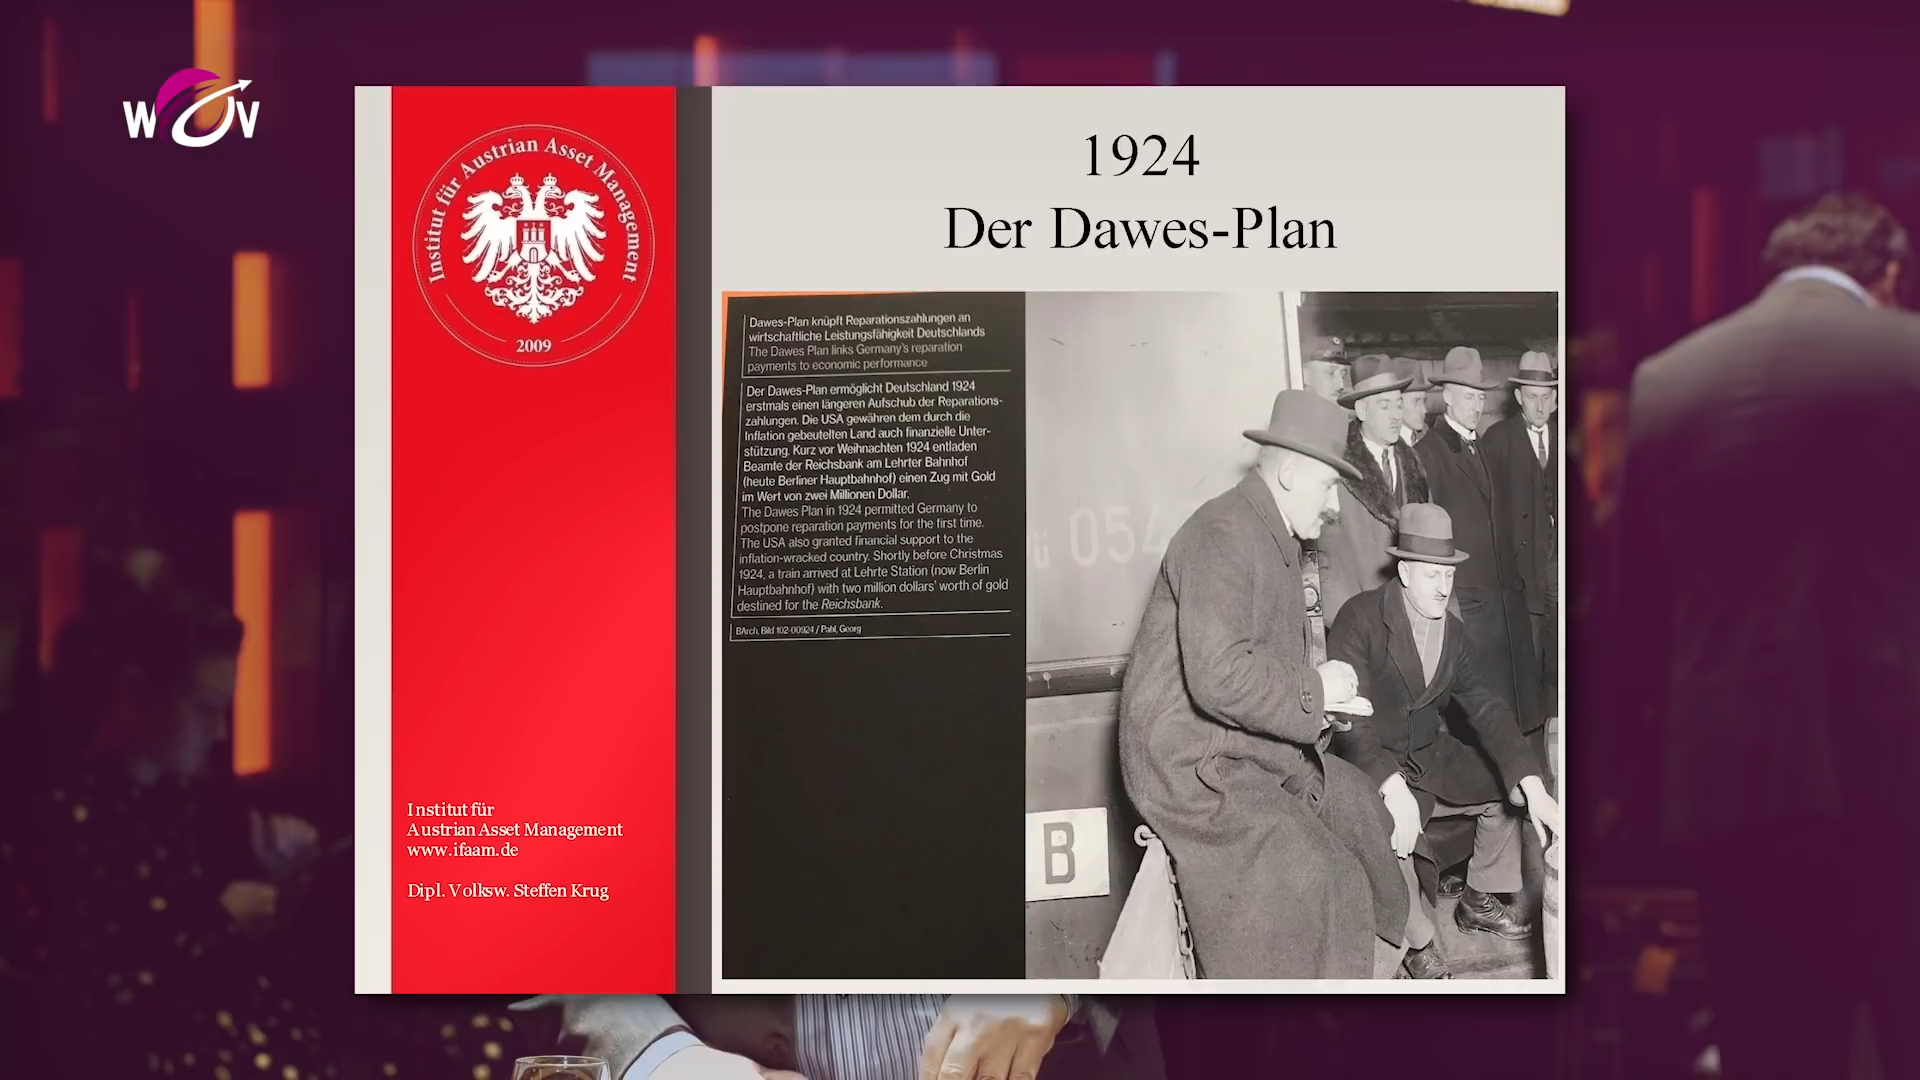 WOV
Institut für Austrian Asset Management
2009
Institut für
Austrian Asset Management
www.ifaam.de
Dipl. Volksw. Steffen Krug
1924
Der Dawes-Plan
Dawes-Plan knüpft Reparationszahlungen an
wirtschaftliche Leistungsfähigkeit Deutschlands
The Dawes Plan links Germany's reparation
payments to economic performance
Der Dawes-Plan ermöglicht Deutschland 1924
erstmals einen längeren Aufschub der Reparations-
zahlungen. Die USA gewähren dem durch die
Inflation gebeutelten Land auch finanzielle Unter-
stützung. Kurz vor Weihnachten 1924 entladen
Beamte der Reichsbank am Lehrter Bahnhof
(heute Berliner Hauptbahnhof) einen Zug mit Gold
im Wert von zwei Millionen Dollar.
The Dawes Plan in 1924 permitted Germany to
postpone reparation payments for the first time.
The USA also granted financial support to the
inflation-wracked country. Shortly before Christmas
1924, a train arrived at Lehrte Station (now Berlin
Hauptbahnhof) with two million dollars' worth of gold
destined for the Reichsbank.
BArch, Bild 102-00924 / Pahl, Georg
ü 054
B